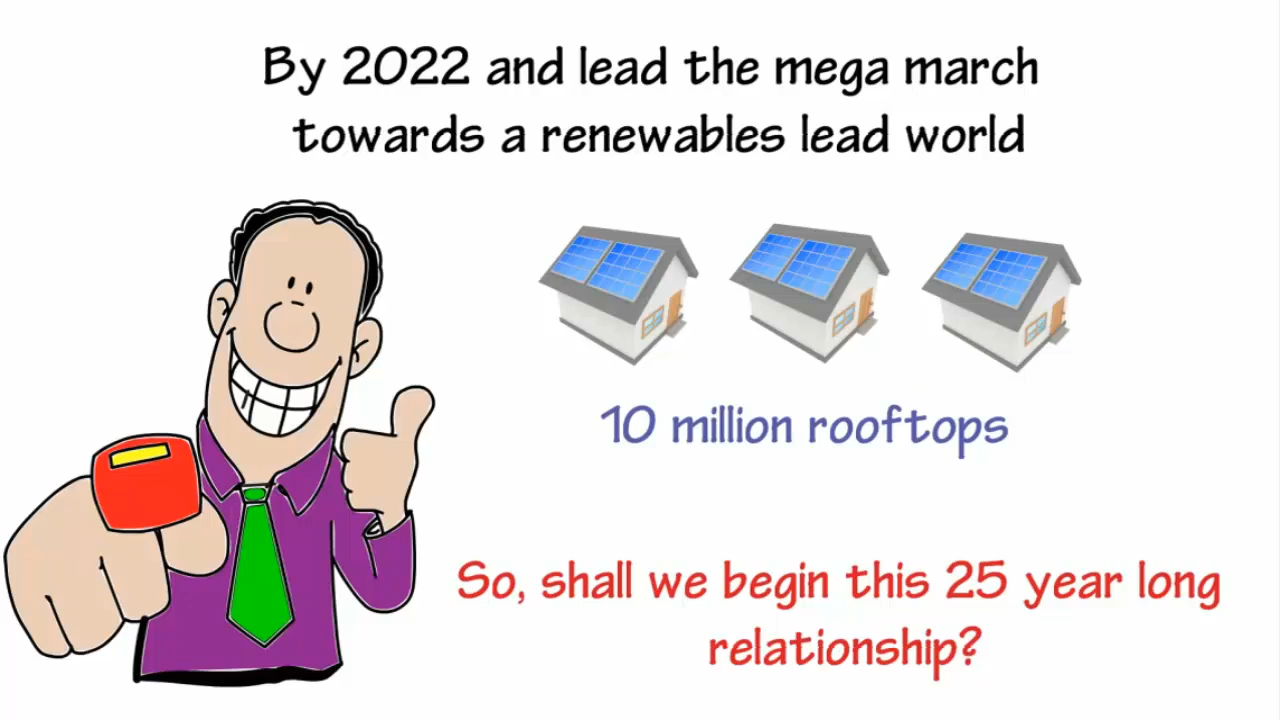 By 2022 and lead the mega march
towards a renewables lead world
10 million rooftops
So, shall we begin this 25 year long
relationship?